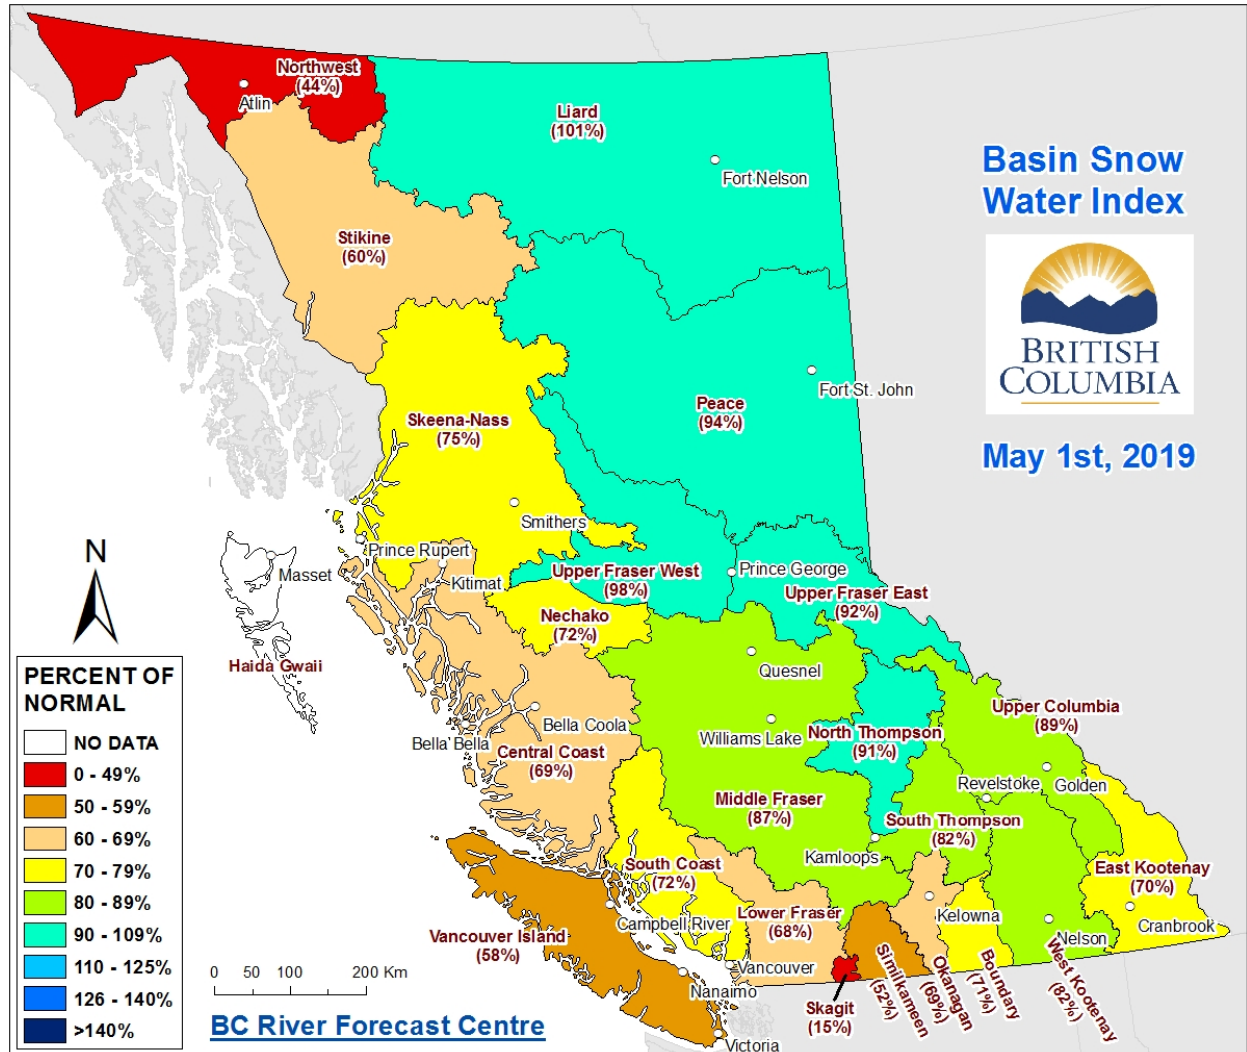 Northwest
(44%)
Atlin
Liard
(101%)
Fort Nelson
Basin Snow
Water Index
BRITISH
COLUMBIA
May 1st, 2019
Stikine
(60%)
Fort St. John
Peace
(94%)
Skeena-Nass
(75%)
Smithers
Prince Rupert
Kitimat
Masset
Haida Gwaii
Upper Fraser West
(98%)
Prince George
Upper Fraser East
(92%)
Nechako
(72%)
Quesnel
Bella Coola
Bella Bella
Central Coast
(69%)
Williams Lake
North Thompson
(91%)
Upper Columbia
(89%)
Revelstoke
Golden
Middle Fraser
(87%)
South Thompson
(82%)
Kamloops
South Coast
(72%)
East Kootenay
(70%)
Cranbrook
Lower Fraser
(68%)
Kelowna
Nelson
Campbell River
Vancouver Island
(58%)
Vancouver
Nanaimo
Victoria
Skagit
(15%)
Similkameen
(52%)
Okanagan
(69%)
Boundary
(71%)
West Kootenay
(82%)
N
PERCENT OF
NORMAL
NO DATA
0 - 49%
50 - 59%
60 - 69%
70 - 79%
80 - 89%
90 - 109%
110 - 125%
126 - 140%
>140%
0 50 100 200 Km
BC River Forecast Centre